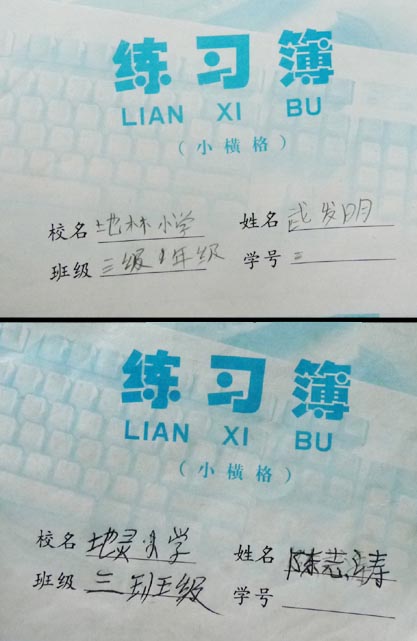 练习簿
LIAN XI BU
(小横格)
校名 地林小学 姓名 武发明
班级 三级1年级 学号 三
练习簿
LIAN XI BU
(小横格)
校名 地灵小学 姓名 陈志涛
班级 三班级 学号